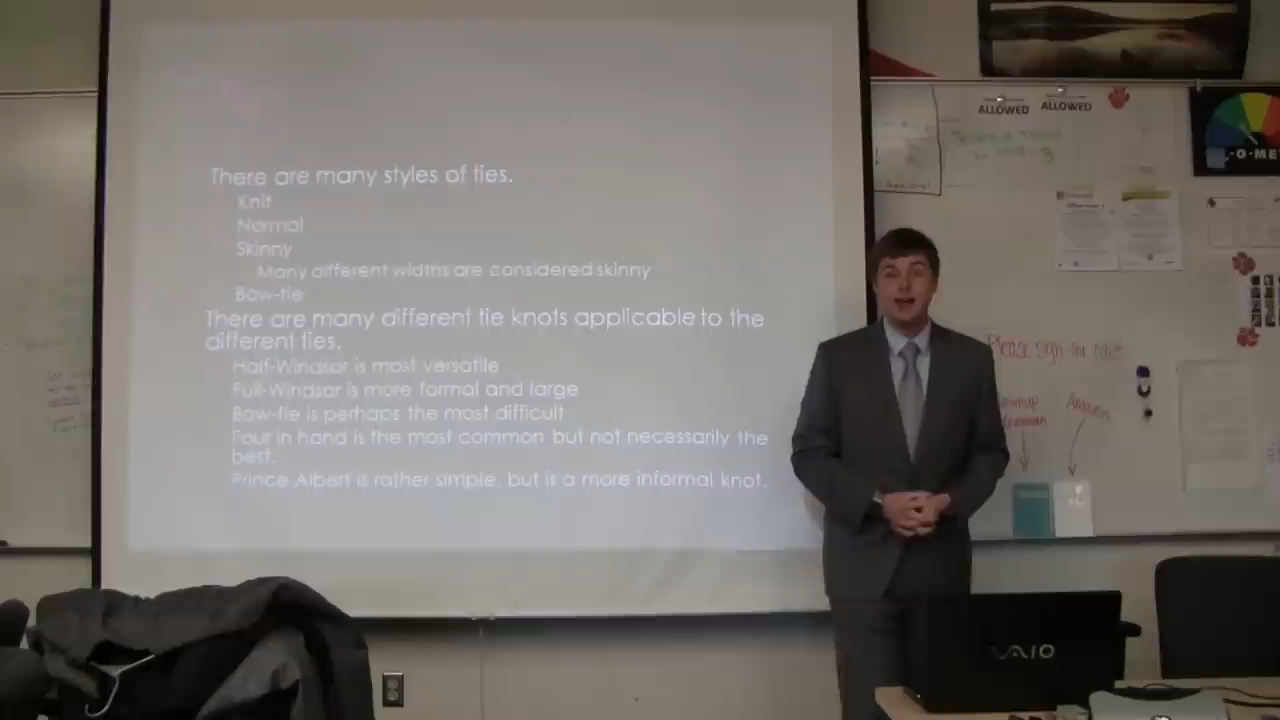 There are many styles of ties.
Knit
Normal
Skinny
Many different widths are considered skinny
Bow-tie
There are many different tie knots applicable to the
different ties.
Half-Windsor is most versatile
Full-Windsor is more formal and large
Bow-tie is perhaps the most difficult
Four in hand is the most common but not necessarily the
best.
Prince Albert is rather simple, but is a more informal knot.
ALLOWED
ALLOWED
-O-ME
Please sign
VAIO